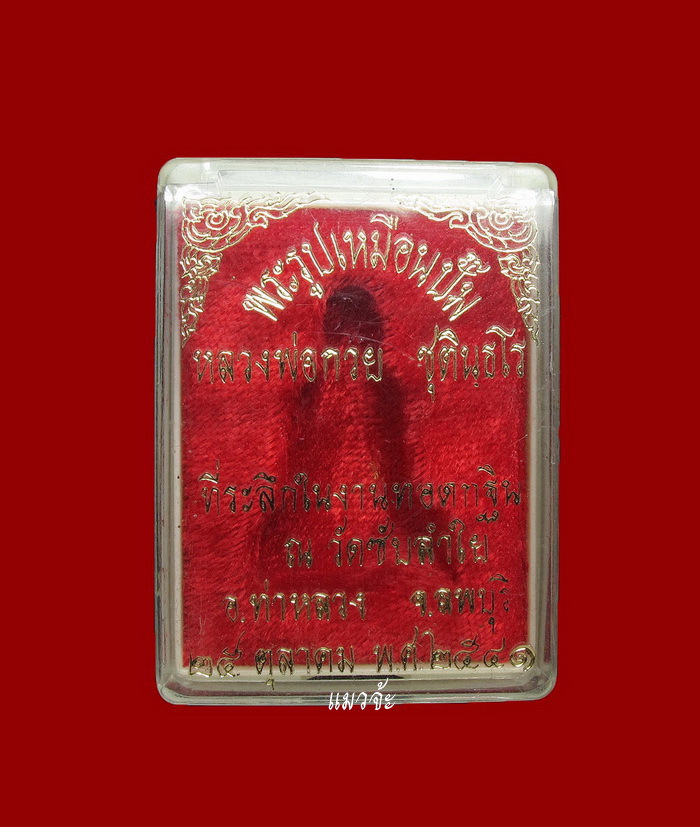 พระรูปเหมือนปั๊ม
หลวงพ่อกวย ชุตินฺธโร
ที่ระลึกในงานทอดกฐิน
ณ วัดซับลำใย
อ.ท่าหลวง จ.ลพบุรี
๒๕ ตุลาคม พ.ศ.๒๕๔๑
แมวจ้ะ